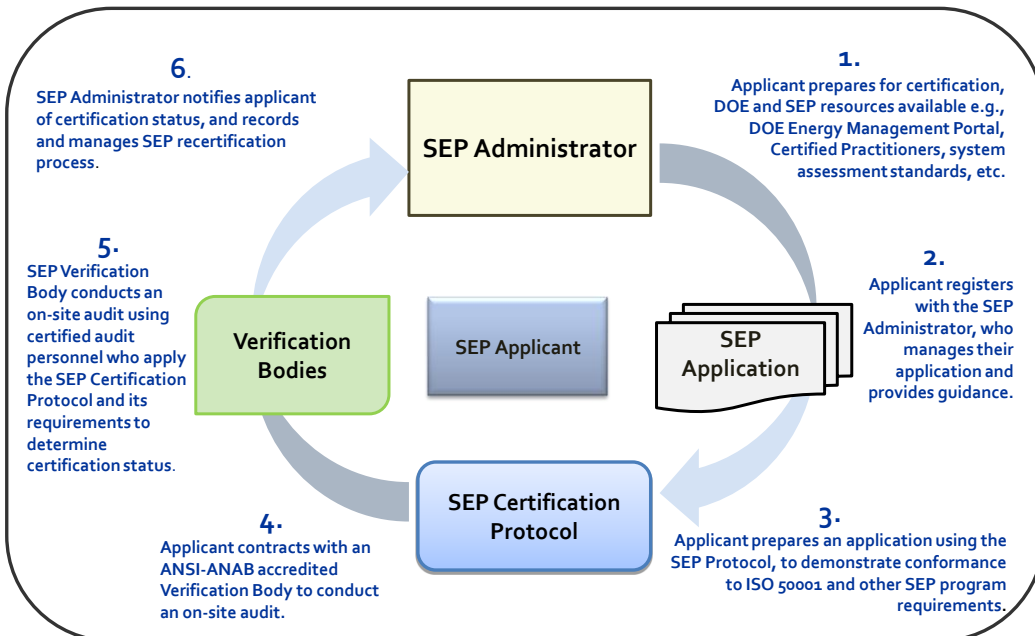 1.
Applicant prepares for certification,
DOE and SEP resources available e.g.,
DOE Energy Management Portal,
Certified Practitioners, system
assessment standards, etc.
2.
Applicant registers
with the SEP
Administrator, who
manages their
application and
provides guidance.
3.
Applicant prepares an application using the
SEP Protocol, to demonstrate conformance
to ISO 50001 and other SEP program
requirements.
4.
Applicant contracts with an
ANSI-ANAB accredited
Verification Body to conduct
an on-site audit.
5.
SEP Verification
Body conducts an
on-site audit using
certified audit
personnel who apply
the SEP Certification
Protocol and its
requirements to
determine
certification status.
6.
SEP Administrator notifies applicant
of certification status, and records
and manages SEP recertification
process.
SEP Administrator
Verification
Bodies
SEP Applicant
SEP
Application
SEP Certification
Protocol